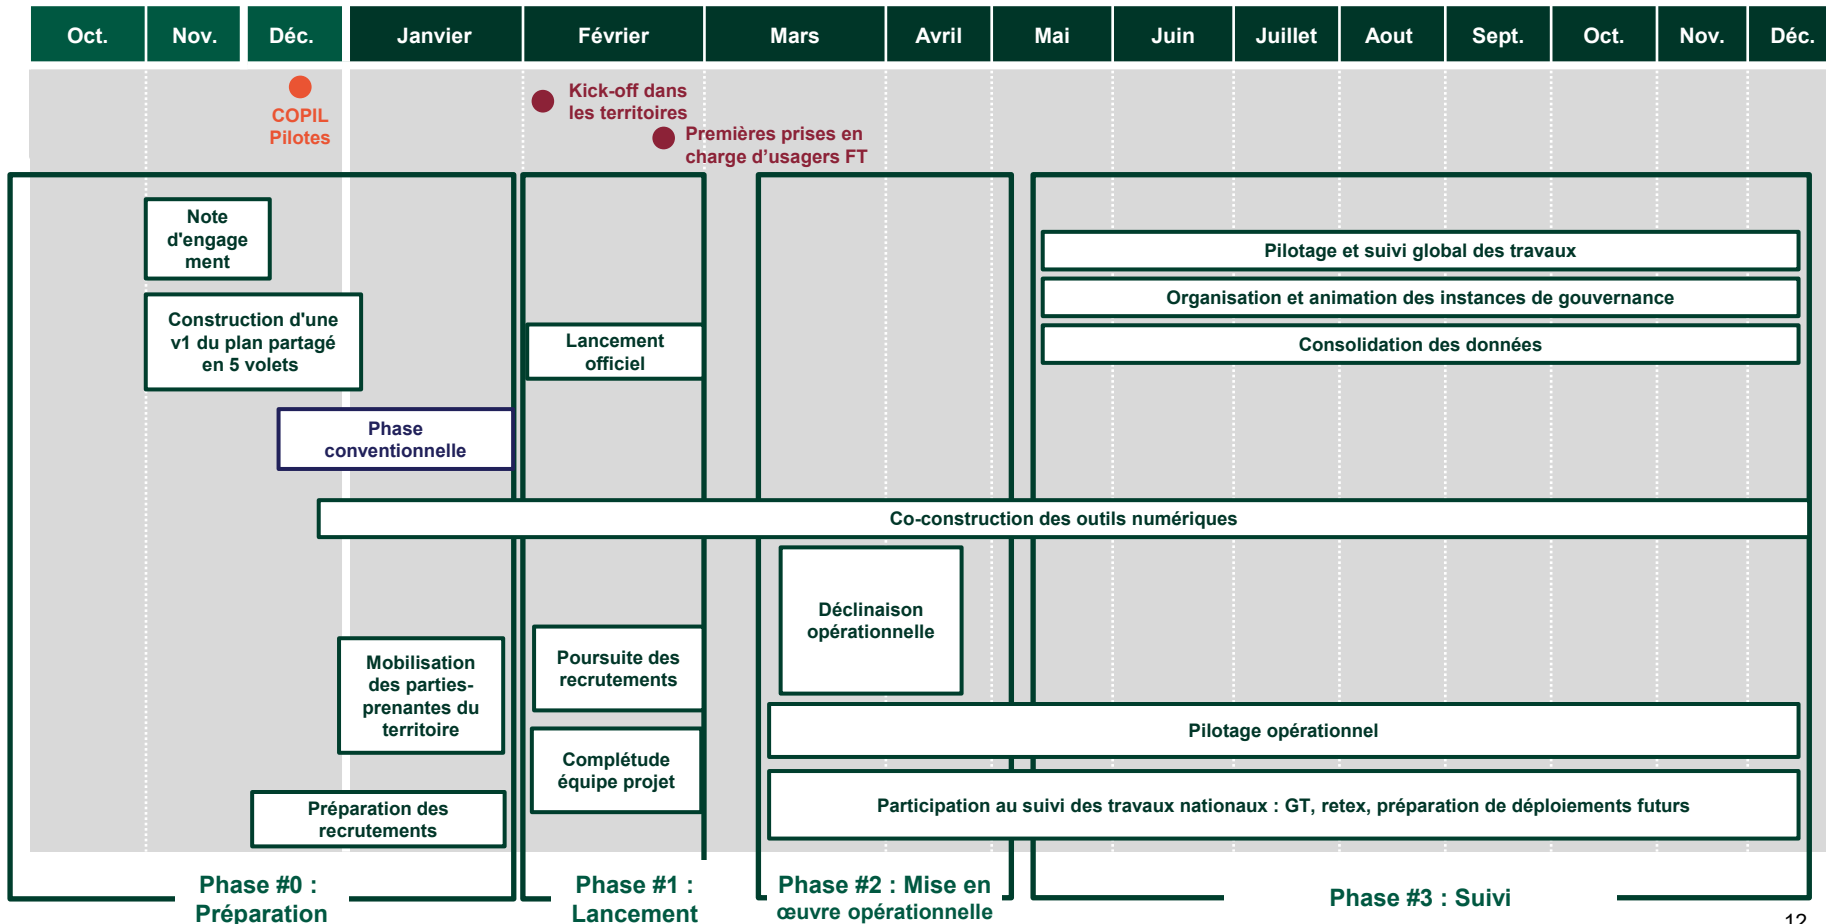 Oct. Nov. Déc. Janvier Février Mars Avril Mai Juin Juillet Aout Sept. Oct. Nov. Déc.
COPIL
Pilotes
Kick-off dans
les territoires
Premières prises en
charge d'usagers FT
Note
d'engage
ment
Construction d'une
v1 du plan partagé
en 5 volets
Lancement
officiel
Pilotage et suivi global des travaux
Organisation et animation des instances de gouvernance
Consolidation des données
Phase
conventionnelle
Co-construction des outils numériques
Déclinaison
opérationnelle
Mobilisation
des parties-
prenantes du
territoire
Poursuite des
recrutements
Pilotage opérationnel
Complétude
équipe projet
Préparation des
recrutements
Participation au suivi des travaux nationaux : GT, retex, préparation de déploiements futurs
Phase #0 :
Préparation
Phase #1 :
Lancement
Phase #2 : Mise en
œuvre opérationnelle
Phase #3 : Suivi
12